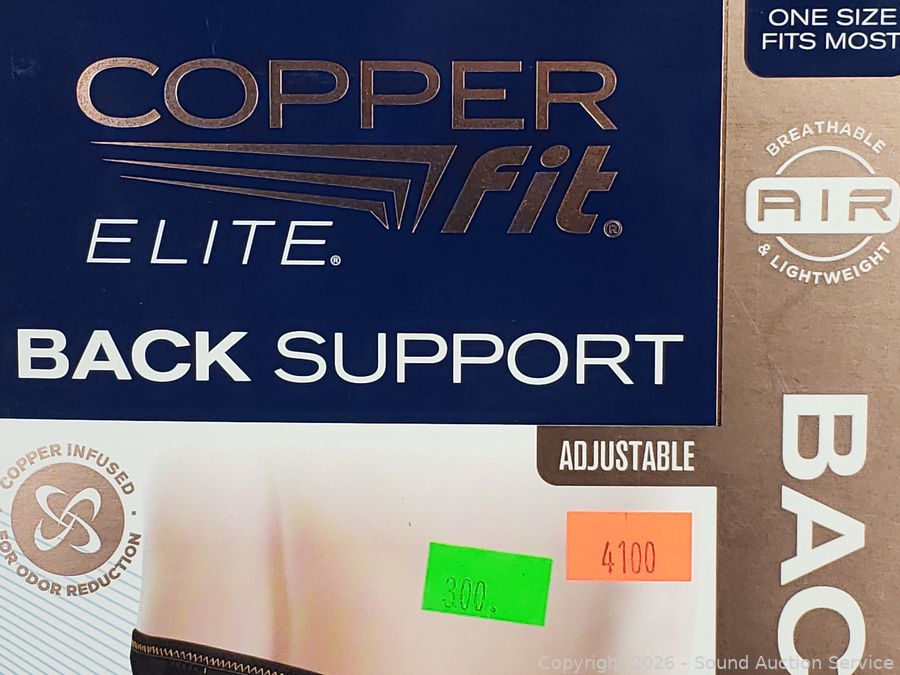 COPPER
Fit®
ELITE®
BACK SUPPORT
ONE SIZE
FITS MOST
BREATHABLE
AIR
& LIGHTWEIGHT
ADJUSTABLE
COPPER INFUSED
FOR ODOR REDUCTION
4100
300.
BAC
Copyright 2026 - Sound Auction Service